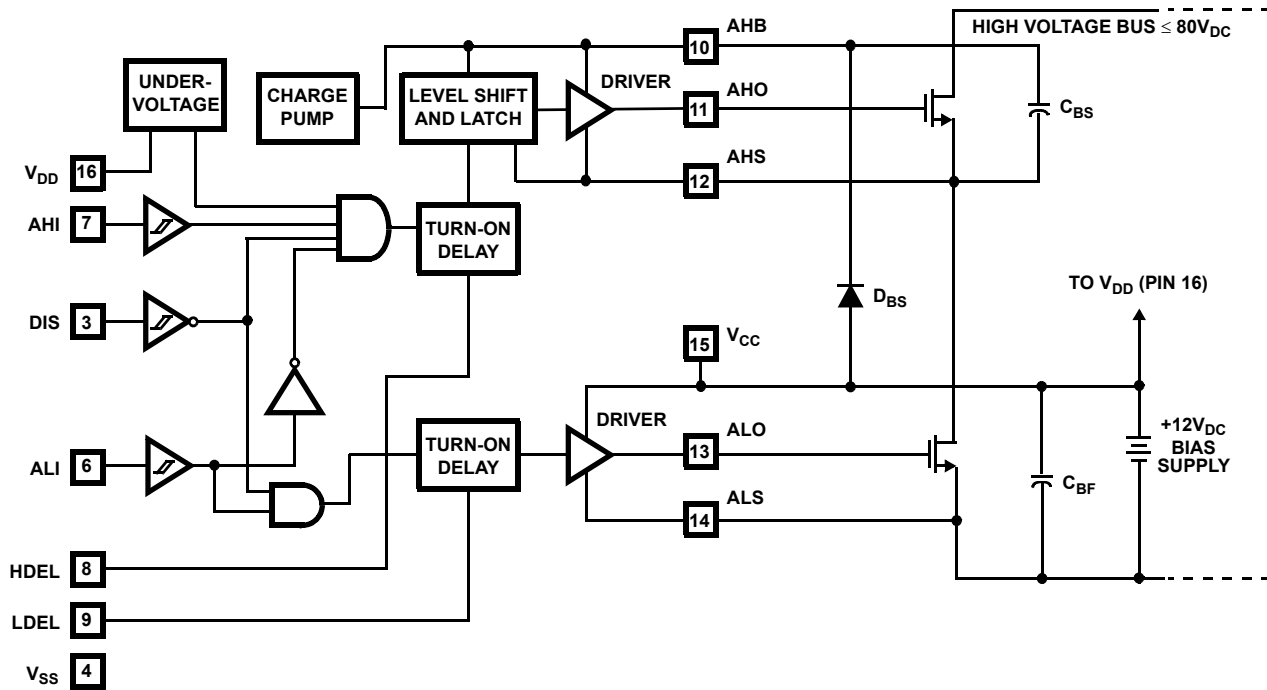 AHB
10
HIGH VOLTAGE BUS ≤ 80VDC
UNDER-
VOLTAGE
CHARGE
PUMP
LEVEL SHIFT
AND LATCH
DRIVER
AHO
11
CBS
AHS
12
VDD 16
AHI 7
TURN-ON
DELAY
DIS 3
DBS
TO VDD (PIN 16)
VCC
15
ALI 6
TURN-ON
DELAY
DRIVER
ALO
13
ALS
14
CBF
+12VDC
BIAS
SUPPLY
HDEL 8
LDEL 9
VSS 4